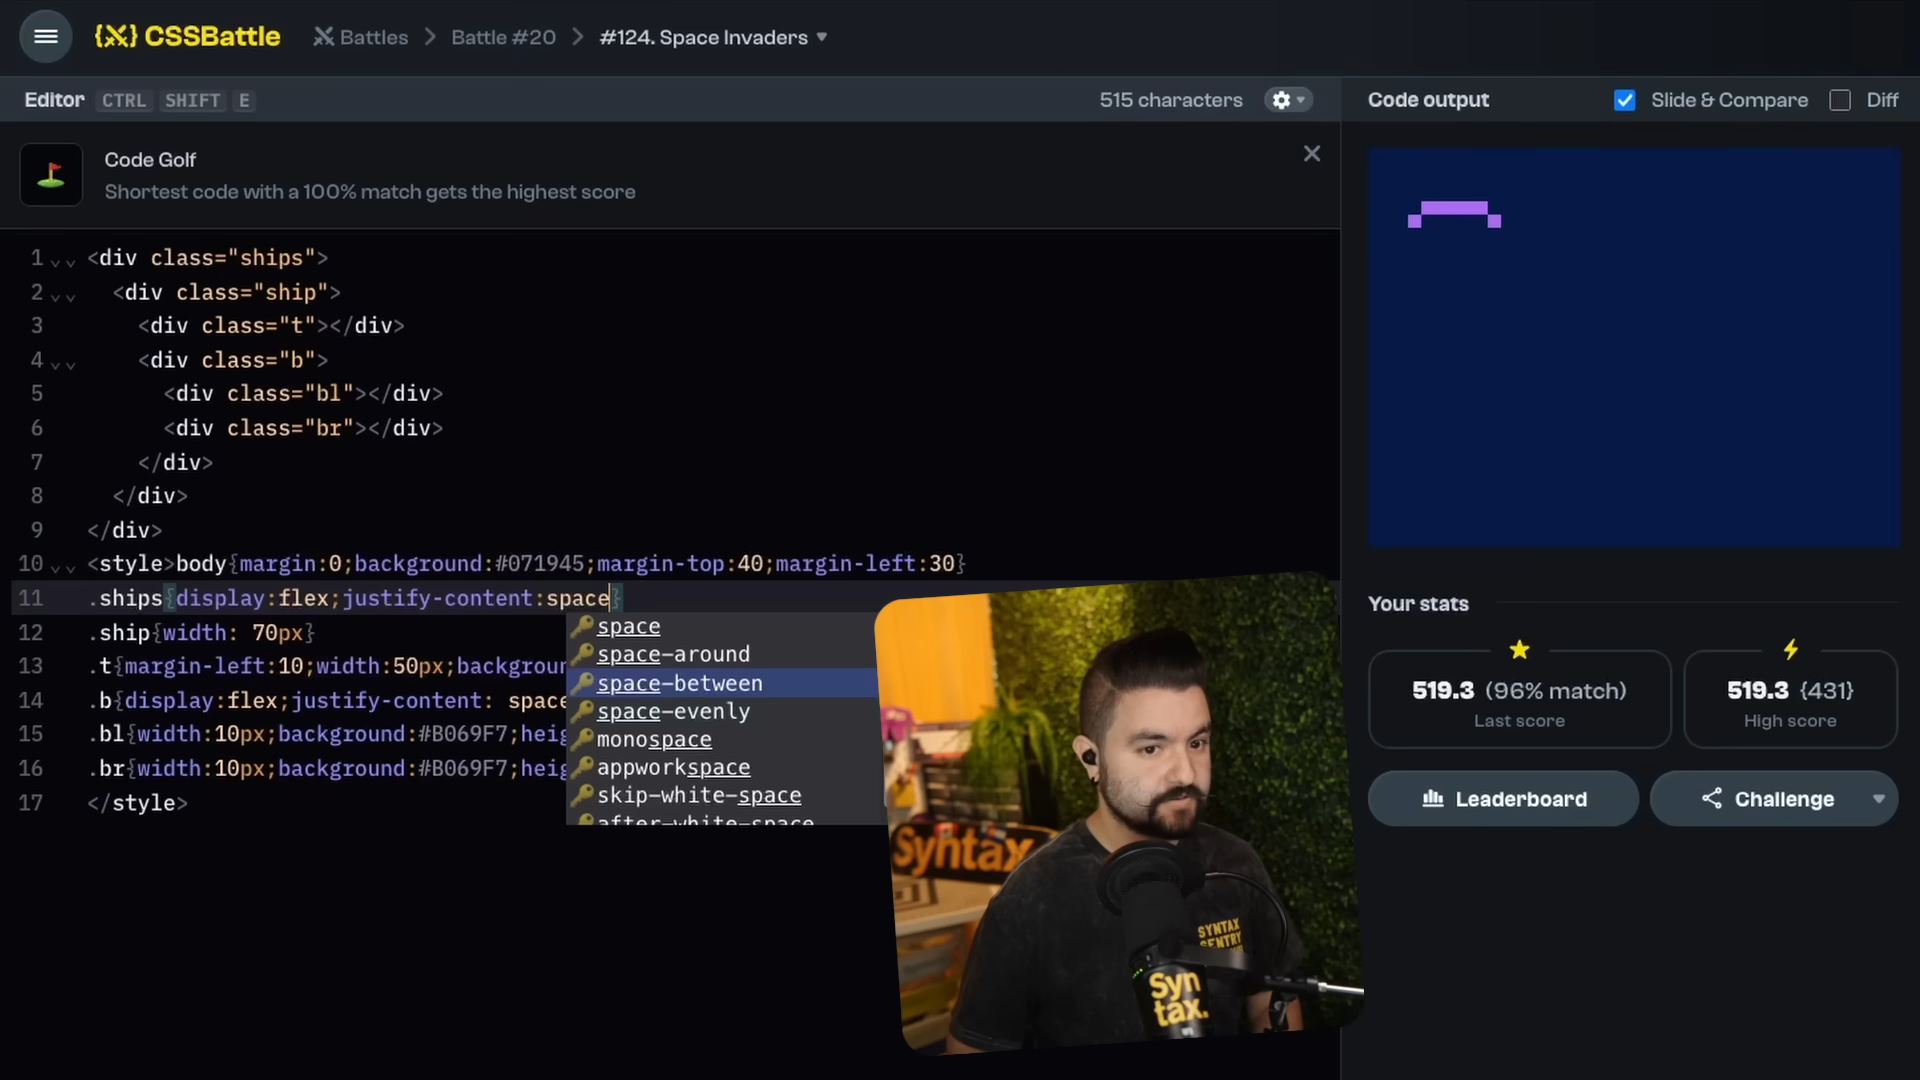 CSSBattle
Battles
Battle #20
#124. Space Invaders
Editor CTRL SHIFT E
515 characters
Code output
Slide & Compare
Diff
Code Golf
Shortest code with a 100% match gets the highest score
1 <div class="ships">
2 <div class="ship">
3 <div class="t"></div>
4 <div class="b">
5 <div class="bl"></div>
6 <div class="br"></div>
7 </div>
8 </div>
9 </div>
10 <style>body{margin:0;background:#071945;margin-top:40;margin-left:30}
11 .ships{display:flex;justify-content:space}
12 .ship{width: 70px}
13 .t{margin-left:10;width:50px;backgroun
14 .b{display:flex;justify-content: space
15 .bl{width:10px;background:#B069F7;heig
16 .br{width:10px;background:#B069F7;heig
17 </style>
space
space-around
space-between
space-evenly
monospace
appworkspace
skip-white-space
after-white-space
Your stats
519.3 (96% match)
Last score
519.3 {431}
High score
Leaderboard
Challenge
Syntax
SYNTAX
SENTRY
Syn
tax.